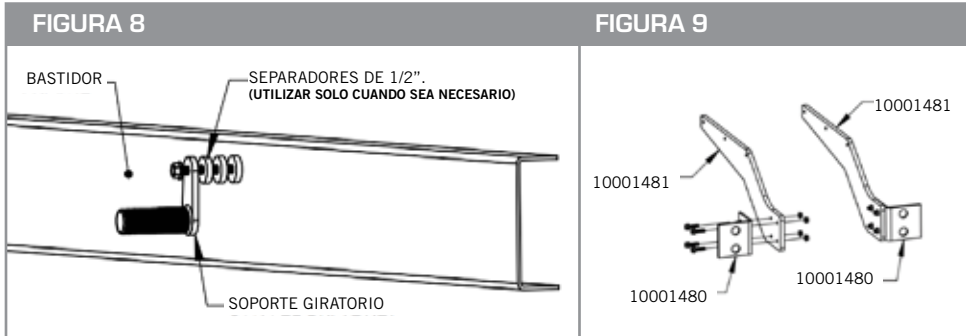 FIGURA 8
BASTIDOR
SEPARADORES DE 1/2”.
(UTILIZAR SOLO CUANDO SEA NECESARIO)
SOPORTE GIRATORIO
FIGURA 9
10001481
10001481
10001480
10001480